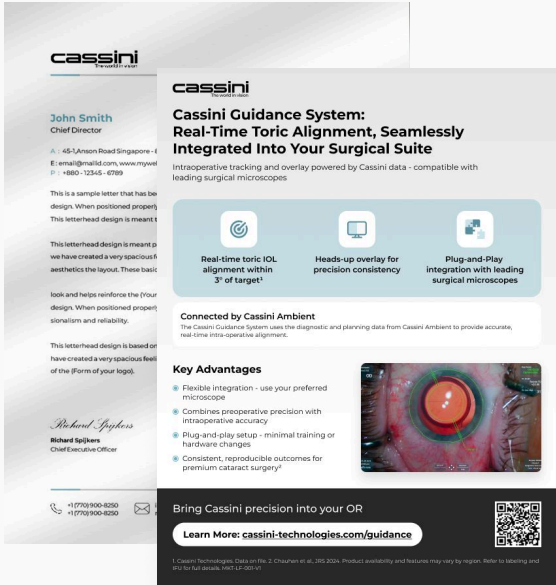 cassini
The world in vision
John Smith
Chief Director
A : 45-1,Anson Road Singapore -
E : email@mailld.com, www.mywe
P : +880 - 12345 - 6789
This is a sample letter that has be
design. When positioned properly
This letterhead design is meant t
This letterhead design is meant p
we have created a very spacious f
aesthetics the layout. These basic
look and helps reinforce the (Your
design. When positioned properly
sionalism and reliability.
This letterhead design is based on
have created a very spacious feeli
of the (Form of your logo).
Richard Spijkers
Richard Spijkers
Chief Executive Officer
+1 (770) 900-8250
+1 (770) 900-8250
cassini
The world in vision
Cassini Guidance System:
Real-Time Toric Alignment, Seamlessly
Integrated Into Your Surgical Suite
Intraoperative tracking and overlay powered by Cassini data - compatible with
leading surgical microscopes
Real-time toric IOL
alignment within
3° of target¹
Heads-up overlay for
precision consistency
Plug-and-Play
integration with leading
surgical microscopes
Connected by Cassini Ambient
The Cassini Guidance System uses the diagnostic and planning data from Cassini Ambient to provide accurate,
real-time intra-operative alignment.
Key Advantages
Flexible integration - use your preferred
microscope
Combines preoperative precision with
intraoperative accuracy
Plug-and-play setup - minimal training or
hardware changes
Consistent, reproducible outcomes for
premium cataract surgery²
Bring Cassini precision into your OR
Learn More: cassini-technologies.com/guidance
1. Cassini Technologies. Data on file. 2. Chauhen et al., JRS 2024. Product availability and features may vary by region. Refer to labeling and
IFU for full details. MKT-LF-001-V1